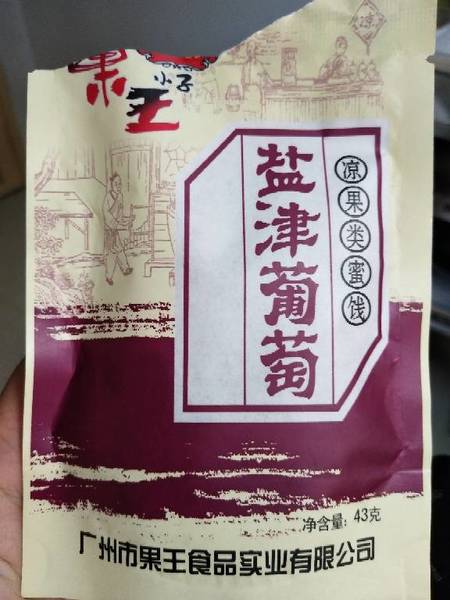 果王
小子
凉
盐津葡萄
凉果类蜜饯
净含量: 43克
广州市果王食品实业有限公司